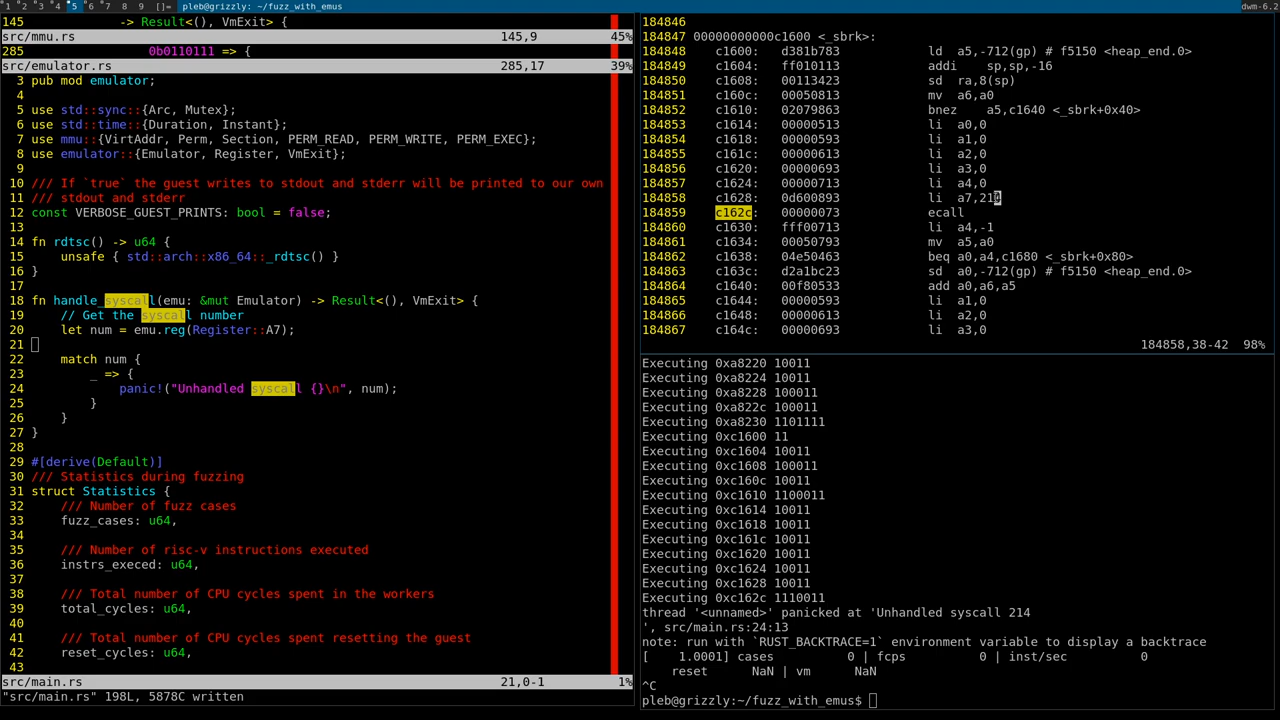 1 2 3 4 5 6 7 8 9 []= pleb@grizzly: ~/fuzz_with_emus dwm-6.2
145 -> Result<(), VmExit> {
src/mmu.rs 145,9 45%
285 0b0110111 => {
src/emulator.rs 285,17 39%
3 pub mod emulator;
4
5 use std::sync::{Arc, Mutex};
6 use std::time::{Duration, Instant};
7 use mmu::{VirtAddr, Perm, Section, PERM_READ, PERM_WRITE, PERM_EXEC};
8 use emulator::{Emulator, Register, VmExit};
9
10 /// If `true` the guest writes to stdout and stderr will be printed to our own
11 /// stdout and stderr
12 const VERBOSE_GUEST_PRINTS: bool = false;
13
14 fn rdtsc() -> u64 {
15 unsafe { std::arch::x86_64::_rdtsc() }
16 }
17
18 fn handle_syscall(emu: &mut Emulator) -> Result<(), VmExit> {
19 // Get the syscall number
20 let num = emu.reg(Register::A7);
21
22 match num {
23 _ => {
24 panic!("Unhandled syscall {}\n", num);
25 }
26 }
27 }
28
29 #[derive(Default)]
30 /// Statistics during fuzzing
31 struct Statistics {
32 /// Number of fuzz cases
33 fuzz_cases: u64,
34
35 /// Number of risc-v instructions executed
36 instrs_execed: u64,
37
38 /// Total number of CPU cycles spent in the workers
39 total_cycles: u64,
40
41 /// Total number of CPU cycles spent resetting the guest
42 reset_cycles: u64,
43
src/main.rs 21,0-1 1%
"src/main.rs" 198L, 5878C written
184846
184847 00000000000c1600 <_sbrk>:
184848 c1600: d381b783 ld a5,-712(gp) # f5150 <heap_end.0>
184849 c1604: ff010113 addi sp,sp,-16
184850 c1608: 00113423 sd ra,8(sp)
184851 c160c: 00050813 mv a6,a0
184852 c1610: 02079863 bnez a5,c1640 <_sbrk+0x40>
184853 c1614: 00000513 li a0,0
184854 c1618: 00000593 li a1,0
184855 c161c: 00000613 li a2,0
184856 c1620: 00000693 li a3,0
184857 c1624: 00000713 li a4,0
184858 c1628: 0d600893 li a7,214
184859 c162c: 00000073 ecall
184860 c1630: fff00713 li a4,-1
184861 c1634: 00050793 mv a5,a0
184862 c1638: 04e50463 beq a0,a4,c1680 <_sbrk+0x80>
184863 c163c: d2a1bc23 sd a0,-712(gp) # f5150 <heap_end.0>
184864 c1640: 00f80533 add a0,a6,a5
184865 c1644: 00000593 li a1,0
184866 c1648: 00000613 li a2,0
184867 c164c: 00000693 li a3,0
184858,38-42 98%
Executing 0xa8220 10011
Executing 0xa8224 10011
Executing 0xa8228 100011
Executing 0xa822c 100011
Executing 0xa8230 1101111
Executing 0xc1600 11
Executing 0xc1604 10011
Executing 0xc1608 100011
Executing 0xc160c 10011
Executing 0xc1610 1100011
Executing 0xc1614 10011
Executing 0xc1618 10011
Executing 0xc161c 10011
Executing 0xc1620 10011
Executing 0xc1624 10011
Executing 0xc1628 10011
Executing 0xc162c 1110011
thread '<unnamed>' panicked at 'Unhandled syscall 214
', src/main.rs:24:13
note: run with `RUST_BACKTRACE=1` environment variable to display a backtrace
[ 1.0001] cases 0 | fcps 0 | inst/sec 0
reset NaN | vm NaN
^C
pleb@grizzly:~/fuzz_with_emus$